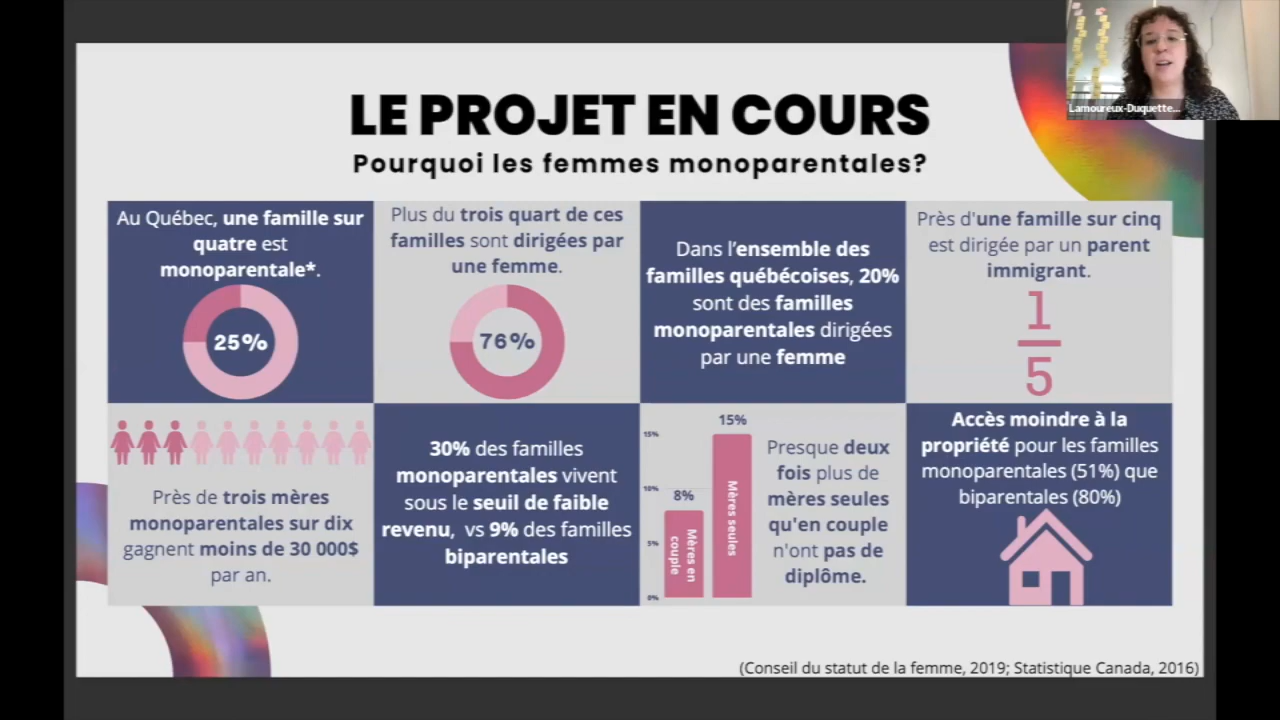 Lamoureux-Duquette...
LE PROJET EN COURS
Pourquoi les femmes monoparentales?
Au Québec, une famille sur
quatre est
monoparentale*.
25%
Plus du trois quart de ces
familles sont dirigées par
une femme.
76%
Dans l'ensemble des
familles québécoises, 20%
sont des familles
monoparentales dirigées
par une femme
Près d'une famille sur cinq
est dirigée par un parent
immigrant.
1
5
Près de trois mères
monoparentales sur dix
gagnent moins de 30 000$
par an.
30% des familles
monoparentales vivent
sous le seuil de faible
revenu, vs 9% des familles
biparentales
15%
10%
5%
0%
8%
Mères en
couple
15%
Mères seules
Presque deux
fois plus de
mères seules
qu'en couple
n'ont pas de
diplôme.
Accès moindre à la
propriété pour les familles
monoparentales (51%) que
biparentales (80%)
(Conseil du statut de la femme, 2019; Statistique Canada, 2016)